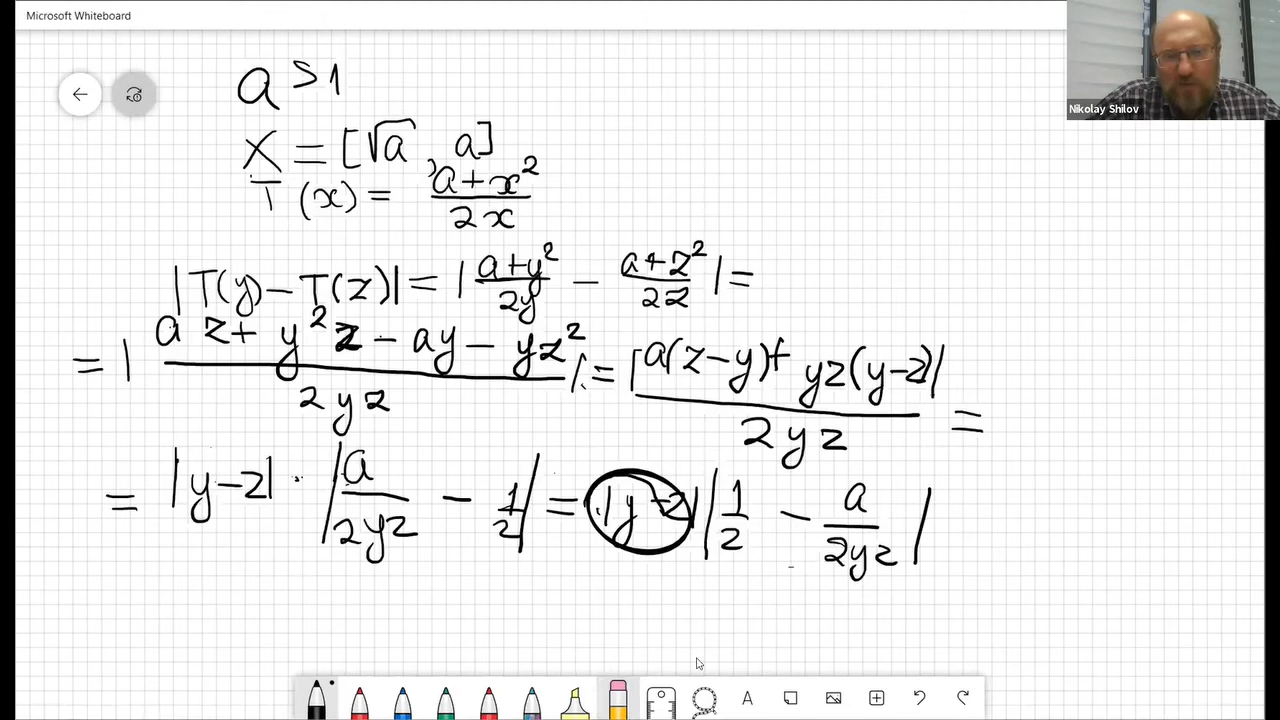 Microsoft Whiteboard
Nikolay Shilov
a > 1
X = [√a, a]
T(x) = (a + x²)/(2x)
|T(y) − T(z)| = |(a + y²)/(2y) − (a + z²)/(2z)| =
= |(az + y²z − ay − yz²)/(2yz)| = |(a(z−y) + yz(y−z))/(2yz)| =
= |y−z| · |a/(2yz) − 1/2| = |y−z| |1/2 − a/(2yz)|